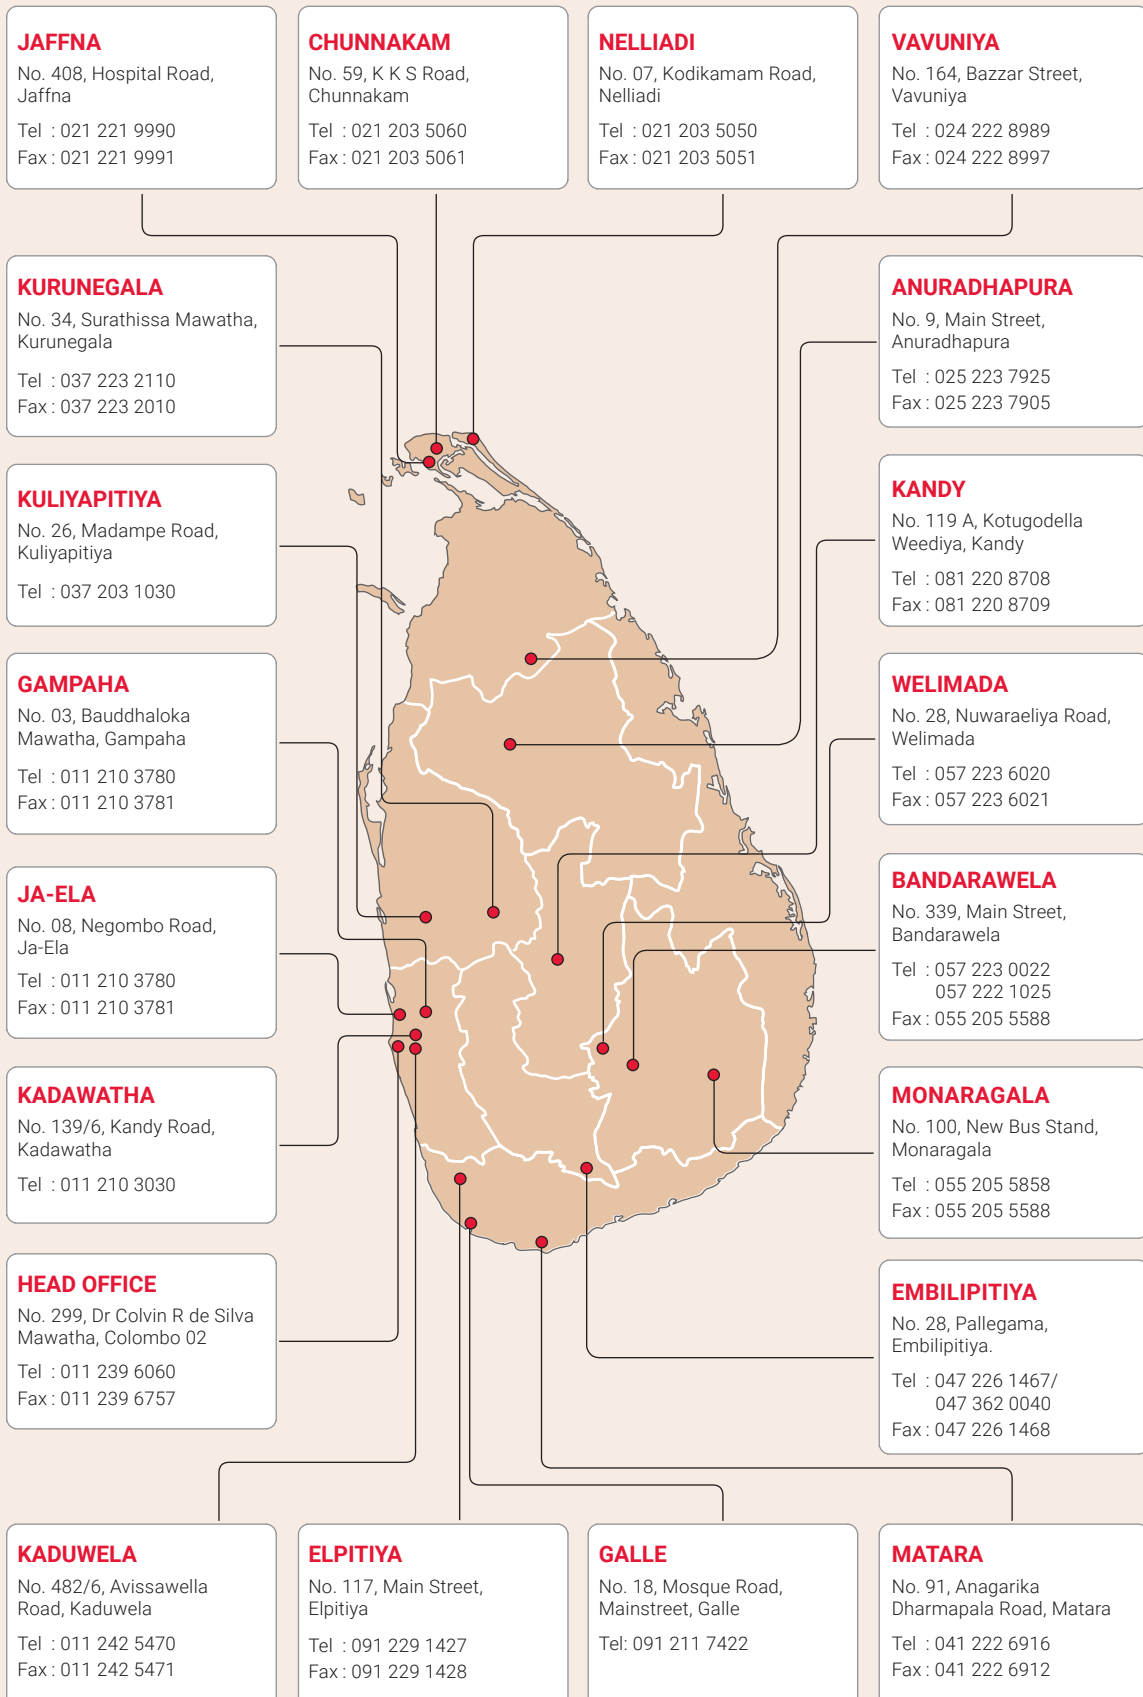 JAFFNA
No. 408, Hospital Road,
Jaffna
Tel : 021 221 9990
Fax : 021 221 9991
CHUNNAKAM
No. 59, K K S Road,
Chunnakam
Tel : 021 203 5060
Fax : 021 203 5061
NELLIADI
No. 07, Kodikamam Road,
Nelliadi
Tel : 021 203 5050
Fax : 021 203 5051
VAVUNIYA
No. 164, Bazzar Street,
Vavuniya
Tel : 024 222 8989
Fax : 024 222 8997
KURUNEGALA
No. 34, Surathissa Mawatha,
Kurunegala
Tel : 037 223 2110
Fax : 037 223 2010
ANURADHAPURA
No. 9, Main Street,
Anuradhapura
Tel : 025 223 7925
Fax : 025 223 7905
KULIYAPITIYA
No. 26, Madampe Road,
Kuliyapitiya
Tel : 037 203 1030
KANDY
No. 119 A, Kotugodella
Weediya, Kandy
Tel : 081 220 8708
Fax : 081 220 8709
GAMPAHA
No. 03, Bauddhaloka
Mawatha, Gampaha
Tel : 011 210 3780
Fax : 011 210 3781
WELIMADA
No. 28, Nuwaraeliya Road,
Welimada
Tel : 057 223 6020
Fax : 057 223 6021
JA-ELA
No. 08, Negombo Road,
Ja-Ela
Tel : 011 210 3780
Fax : 011 210 3781
BANDARAWELA
No. 339, Main Street,
Bandarawela
Tel : 057 223 0022
057 222 1025
Fax : 055 205 5588
KADAWATHA
No. 139/6, Kandy Road,
Kadawatha
Tel : 011 210 3030
MONARAGALA
No. 100, New Bus Stand,
Monaragala
Tel : 055 205 5858
Fax : 055 205 5588
HEAD OFFICE
No. 299, Dr Colvin R de Silva
Mawatha, Colombo 02
Tel : 011 239 6060
Fax : 011 239 6757
EMBILIPITIYA
No. 28, Pallegama,
Embilipitiya.
Tel : 047 226 1467/
047 362 0040
Fax : 047 226 1468
KADUWELA
No. 482/6, Avissawella
Road, Kaduwela
Tel : 011 242 5470
Fax : 011 242 5471
ELPITIYA
No. 117, Main Street,
Elpitiya
Tel : 091 229 1427
Fax : 091 229 1428
GALLE
No. 18, Mosque Road,
Mainstreet, Galle
Tel: 091 211 7422
MATARA
No. 91, Anagarika
Dharmapala Road, Matara
Tel : 041 222 6916
Fax : 041 222 6912